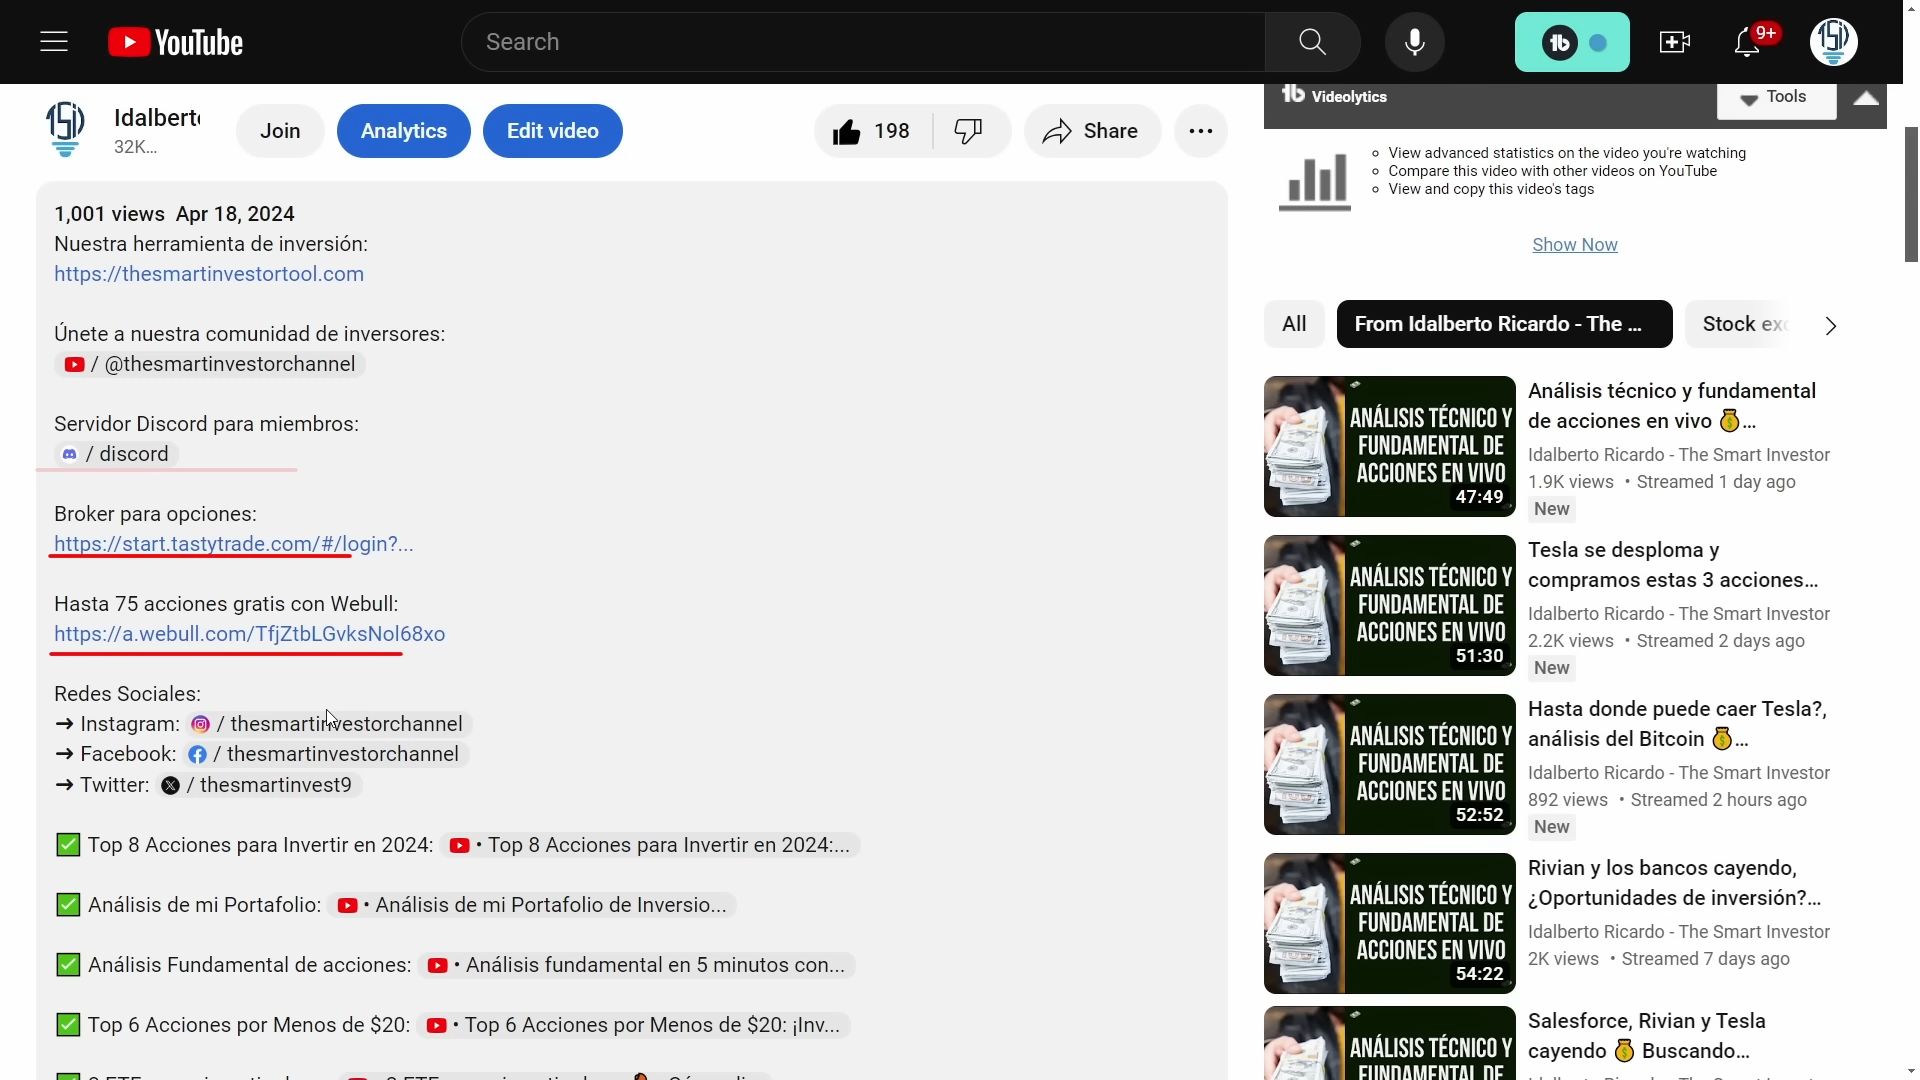 YouTube
Search
9+
Idalberto
32K...
Join
Analytics
Edit video
198
Share
Videolytics
Tools
View advanced statistics on the video you're watching
Compare this video with other videos on YouTube
View and copy this video's tags
Show Now
1,001 views Apr 18, 2024
Nuestra herramienta de inversión:
https://thesmartinvestortool.com
Únete a nuestra comunidad de inversores:
/ @thesmartinvestorchannel
Servidor Discord para miembros:
/ discord
Broker para opciones:
https://start.tastytrade.com/#/login?...
Hasta 75 acciones gratis con Webull:
https://a.webull.com/TfjZtbLGvksNol68xo
Redes Sociales:
→ Instagram: / thesmartinvestorchannel
→ Facebook: / thesmartinvestorchannel
→ Twitter: / thesmartinvest9
✅ Top 8 Acciones para Invertir en 2024: • Top 8 Acciones para Invertir en 2024:...
✅ Análisis de mi Portafolio: • Análisis de mi Portafolio de Inversio...
✅ Análisis Fundamental de acciones: • Análisis fundamental en 5 minutos con...
✅ Top 6 Acciones por Menos de $20: • Top 6 Acciones por Menos de $20: ¡Inv...
All
From Idalberto Ricardo - The ...
Stock
ANÁLISIS TÉCNICO Y
FUNDAMENTAL DE
ACCIONES EN VIVO
47:49
Análisis técnico y fundamental
de acciones en vivo 💰...
Idalberto Ricardo - The Smart Investor
1.9K views • Streamed 1 day ago
New
ANÁLISIS TÉCNICO Y
FUNDAMENTAL DE
ACCIONES EN VIVO
51:30
Tesla se desploma y
compramos estas 3 acciones...
Idalberto Ricardo - The Smart Investor
2.2K views • Streamed 2 days ago
New
ANÁLISIS TÉCNICO Y
FUNDAMENTAL DE
ACCIONES EN VIVO
52:52
Hasta donde puede caer Tesla?,
análisis del Bitcoin 💰...
Idalberto Ricardo - The Smart Investor
892 views • Streamed 2 hours ago
New
ANÁLISIS TÉCNICO Y
FUNDAMENTAL DE
ACCIONES EN VIVO
54:22
Rivian y los bancos cayendo,
¿Oportunidades de inversión?...
Idalberto Ricardo - The Smart Investor
2K views • Streamed 7 days ago
ANÁLISIS TÉCNICO Y
FUNDAMENTAL DE
Salesforce, Rivian y Tesla
cayendo 💰 Buscando...